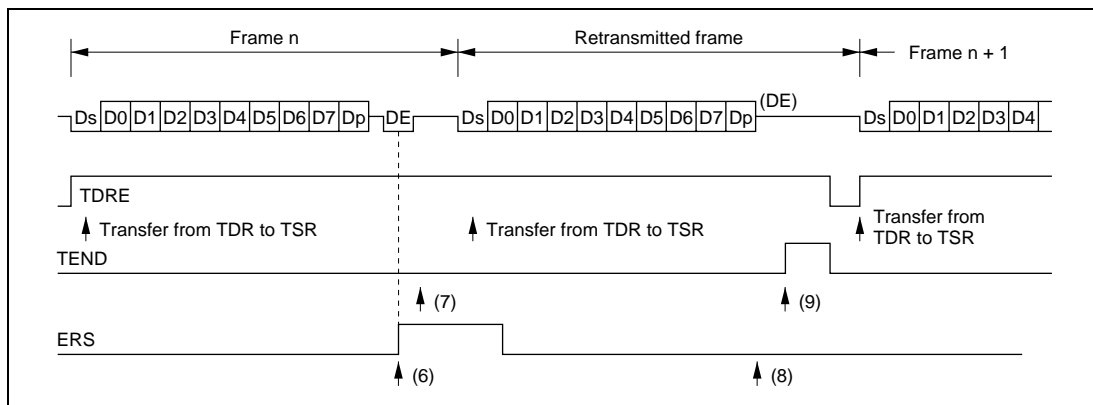 Frame n
Retransmitted frame
Frame n + 1
(DE)
Ds D0 D1 D2 D3 D4 D5 D6 D7 Dp DE Ds D0 D1 D2 D3 D4 D5 D6 D7 Dp Ds D0 D1 D2 D3 D4
TDRE
Transfer from TDR to TSR
Transfer from TDR to TSR
Transfer from
TDR to TSR
TEND
(7)
(9)
ERS
(6)
(8)